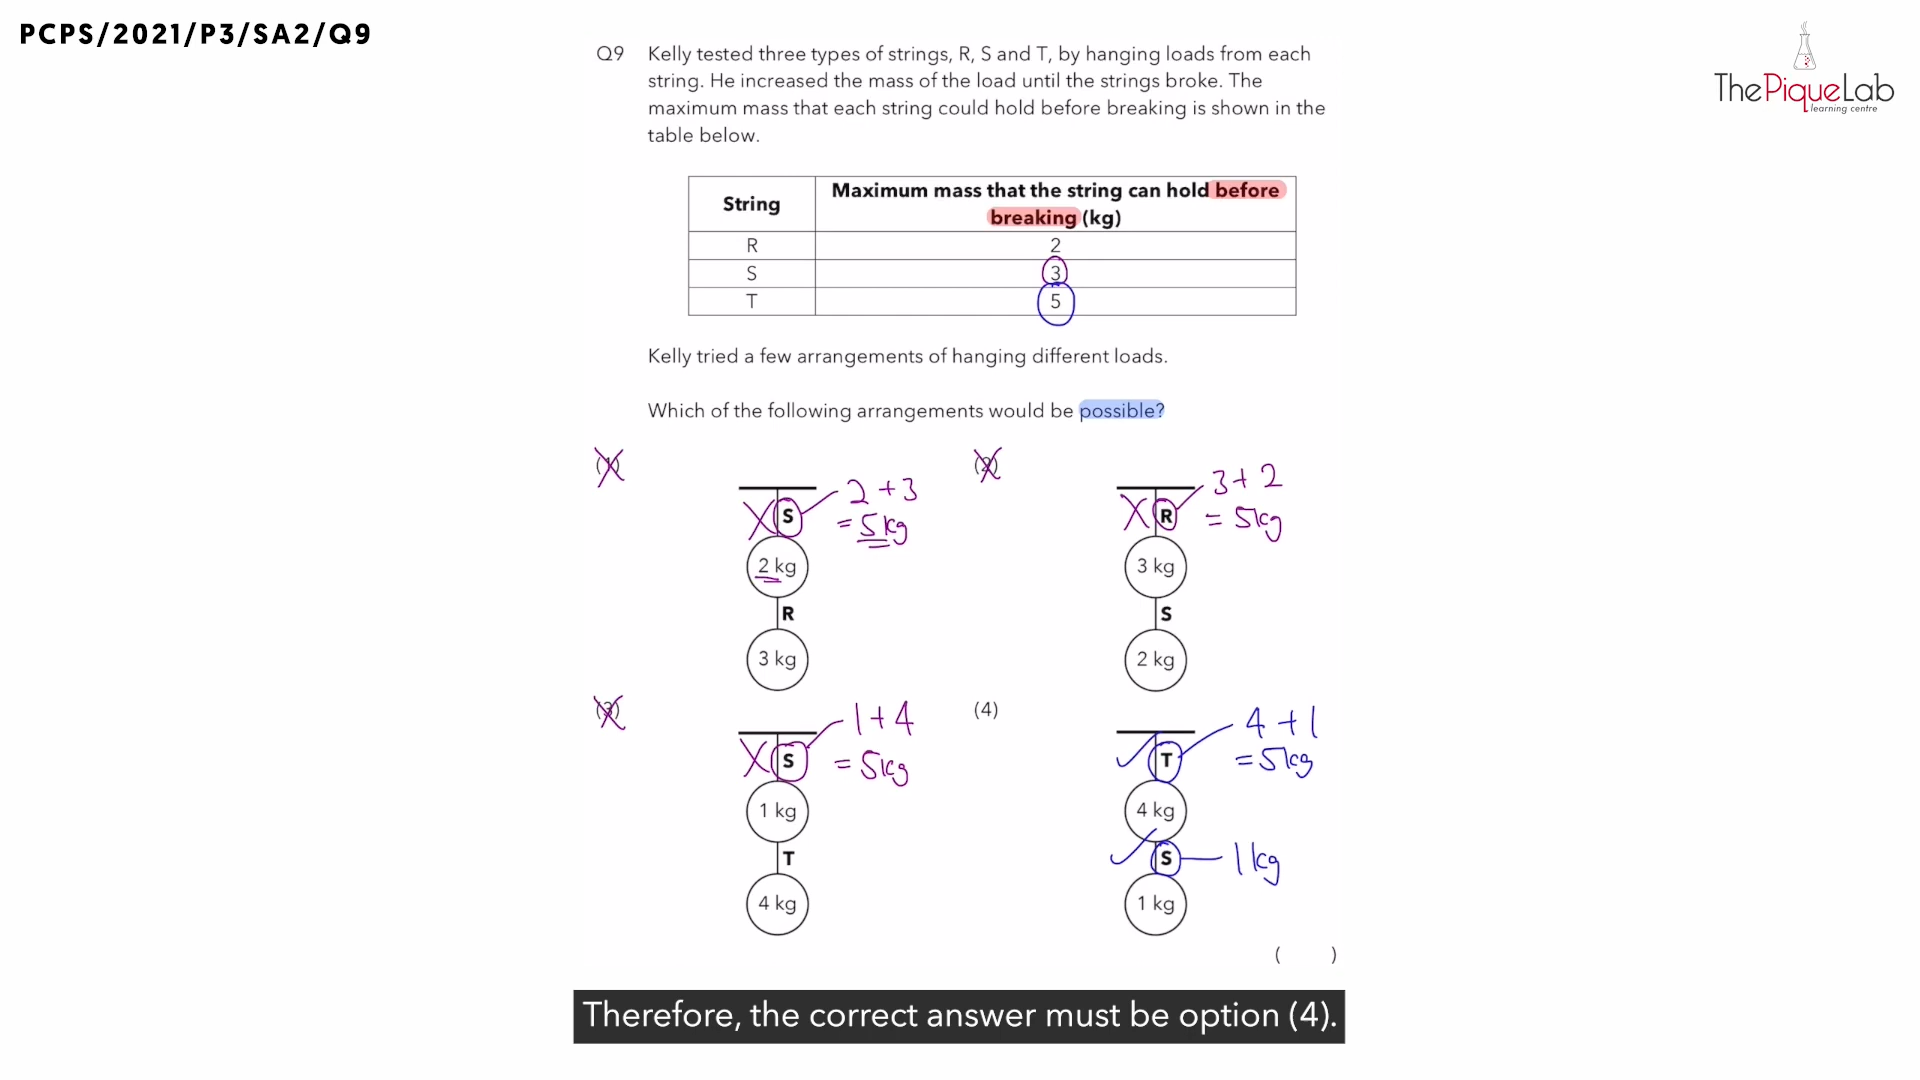 PCPS/2021/P3/SA2/Q9
ThePiqueLab
learning centre
Q9 Kelly tested three types of strings, R, S and T, by hanging loads from each
string. He increased the mass of the load until the strings broke. The
maximum mass that each string could hold before breaking is shown in the
table below.
String Maximum mass that the string can hold before
breaking (kg)
R 2
S 3
T 5
Kelly tried a few arrangements of hanging different loads.
Which of the following arrangements would be possible?
(1)
S 2 + 3
= 5kg
2 kg
R
3 kg
(2)
R 3 + 2
= 5kg
3 kg
S
2 kg
(3)
S 1 + 4
= 5kg
1 kg
T
4 kg
(4)
T 4 + 1
= 5kg
4 kg
S 1kg
1 kg
( )
Therefore, the correct answer must be option (4).